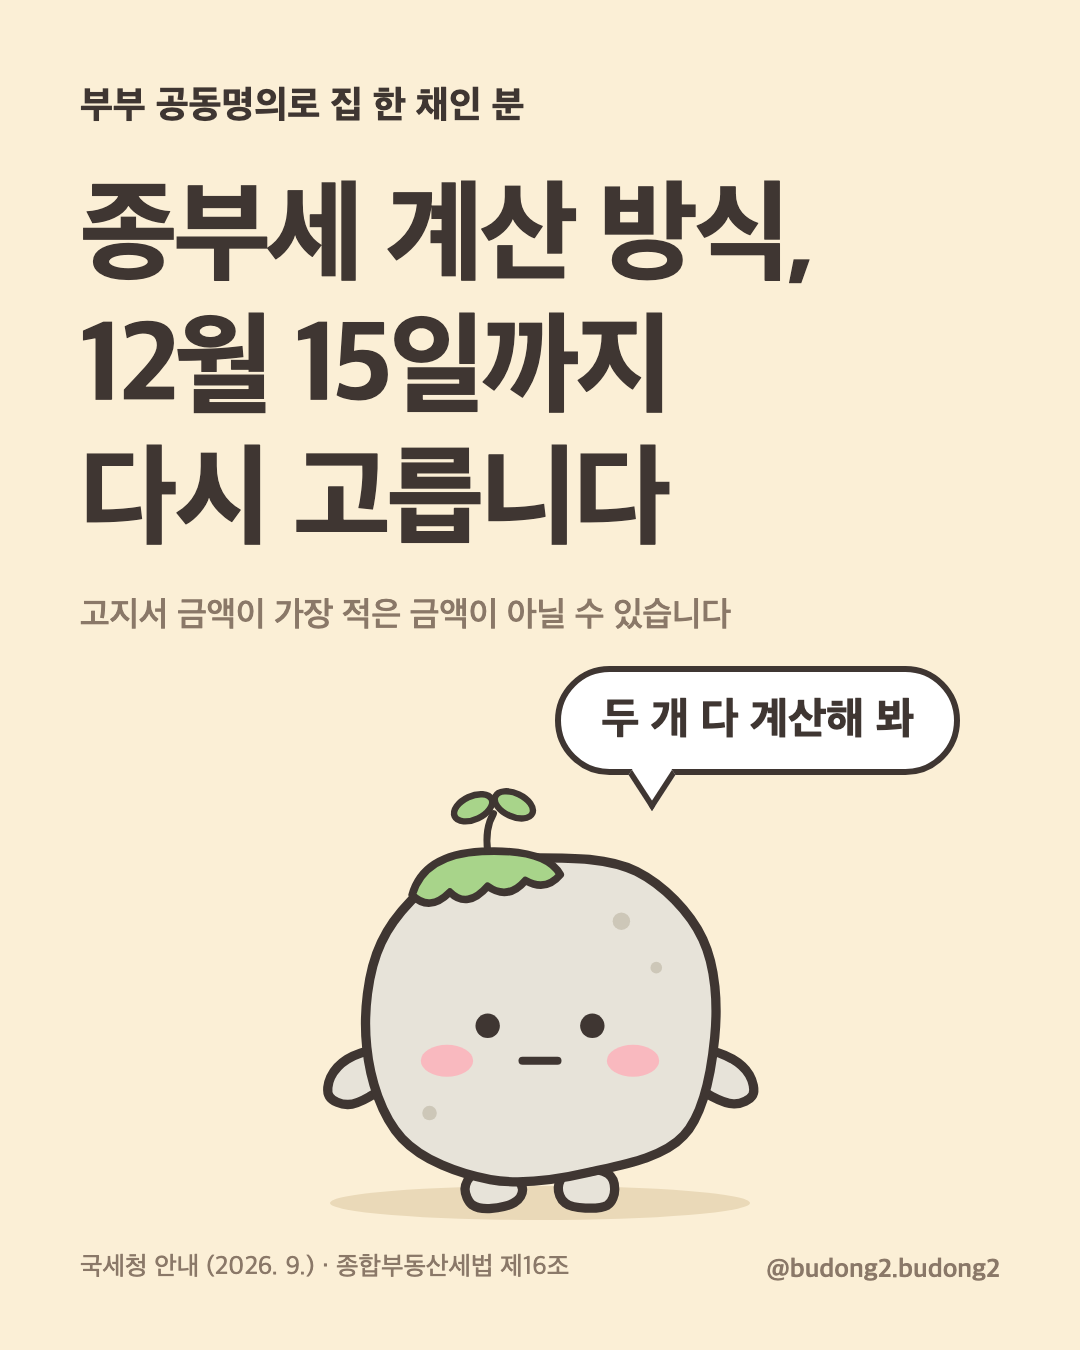 부부 공동명의로 집 한 채인 분
종부세 계산 방식,
12월 15일까지
다시 고릅니다
고지서 금액이 가장 적은 금액이 아닐 수 있습니다
두 개 다 계산해 봐
국세청 안내 (2026. 9.) · 종합부동산세법 제16조
@budong2.budong2